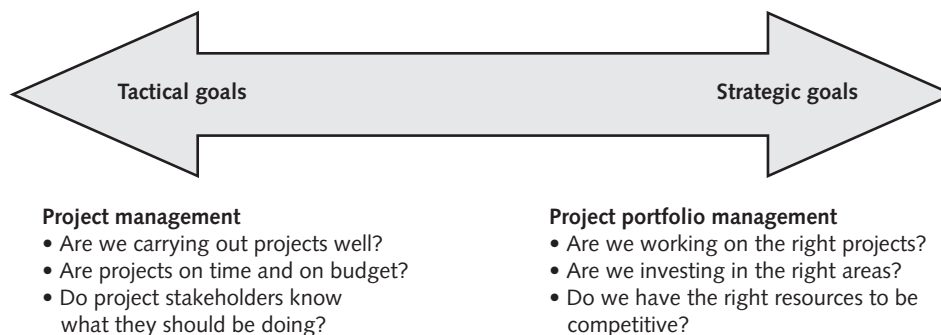 Tactical goals
Strategic goals
Project management
• Are we carrying out projects well?
• Are projects on time and on budget?
• Do project stakeholders know
what they should be doing?
Project portfolio management
• Are we working on the right projects?
• Are we investing in the right areas?
• Do we have the right resources to be
competitive?